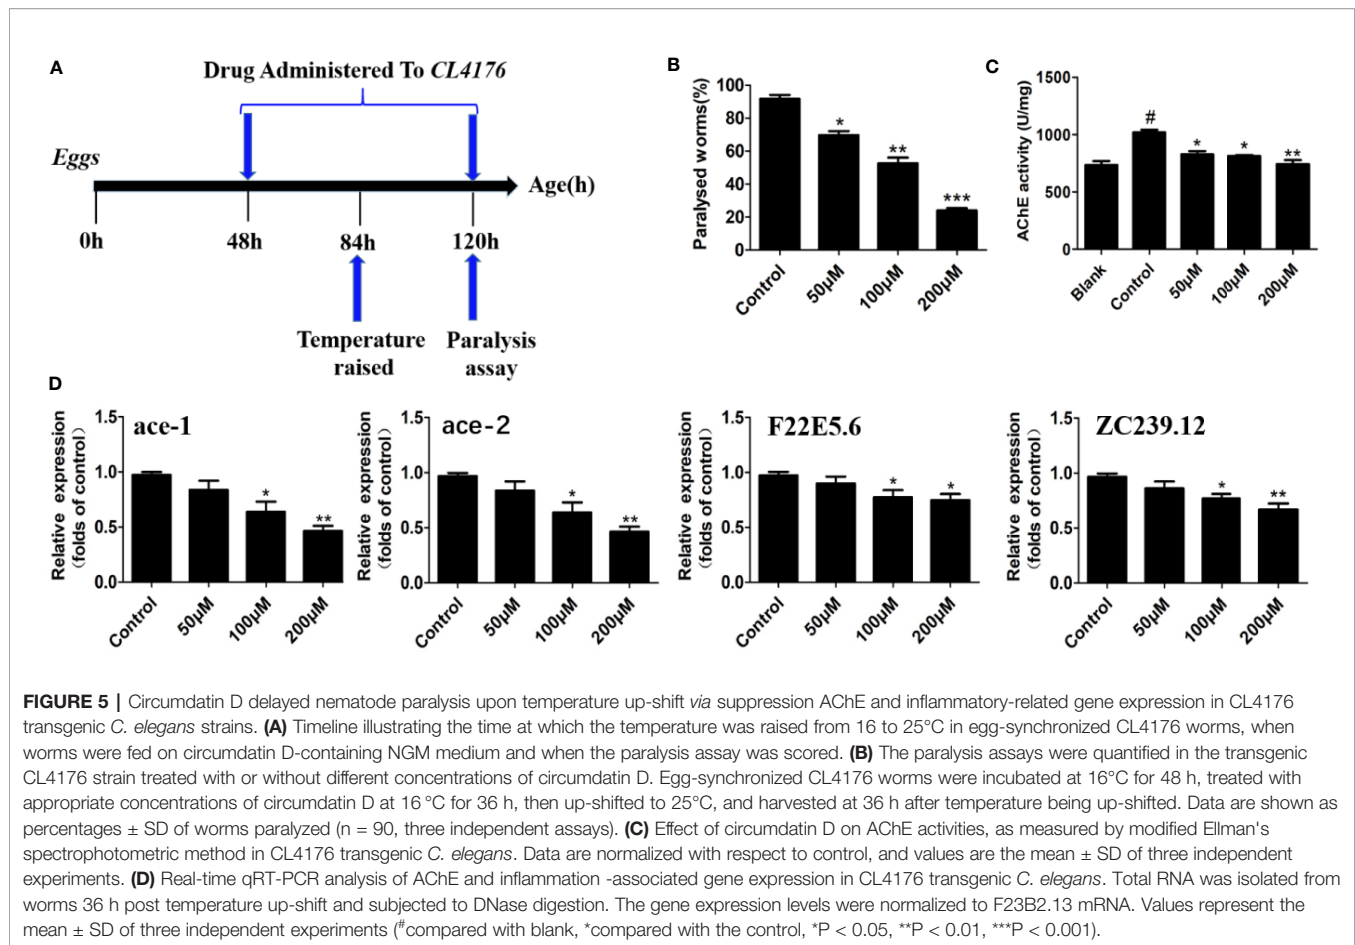 A
Drug Administered To CL4176
Eggs
Age(h)
0h
48h
84h
120h
Temperature
raised
Paralysis
assay
B
Paralysed worms(%)
100
80
60
40
20
0
*
**
***
Control
50μM
100μM
200μM
C
AChE activity (U/mg)
1500
1000
500
0
#
*
*
**
Blank
Control
50μM
100μM
200μM
D
Relative expression
(folds of control)
1.5
1.0
0.5
0.0
ace-1
*
**
Control
50μM
100μM
200μM
Relative expression
(folds of control)
1.5
1.0
0.5
0.0
ace-2
*
**
Control
50μM
100μM
200μM
Relative expression
(folds of control)
1.5
1.0
0.5
0.0
F22E5.6
*
*
Control
50μM
100μM
200μM
Relative expression
(folds of control)
1.5
1.0
0.5
0.0
ZC239.12
*
**
Control
50μM
100μM
200μM
FIGURE 5 | Circumdatin D delayed nematode paralysis upon temperature up-shift via suppression AChE and inflammatory-related gene expression in CL4176
transgenic C. elegans strains. (A) Timeline illustrating the time at which the temperature was raised from 16 to 25°C in egg-synchronized CL4176 worms, when
worms were fed on circumdatin D-containing NGM medium and when the paralysis assay was scored. (B) The paralysis assays were quantified in the transgenic
CL4176 strain treated with or without different concentrations of circumdatin D. Egg-synchronized CL4176 worms were incubated at 16°C for 48 h, treated with
appropriate concentrations of circumdatin D at 16 °C for 36 h, then up-shifted to 25°C, and harvested at 36 h after temperature being up-shifted. Data are shown as
percentages ± SD of worms paralyzed (n = 90, three independent assays). (C) Effect of circumdatin D on AChE activities, as measured by modified Ellman's
spectrophotometric method in CL4176 transgenic C. elegans. Data are normalized with respect to control, and values are the mean ± SD of three independent
experiments. (D) Real-time qRT-PCR analysis of AChE and inflammation -associated gene expression in CL4176 transgenic C. elegans. Total RNA was isolated from
worms 36 h post temperature up-shift and subjected to DNase digestion. The gene expression levels were normalized to F23B2.13 mRNA. Values represent the
mean ± SD of three independent experiments (#compared with blank, *compared with the control, *P < 0.05, **P < 0.01, ***P < 0.001).